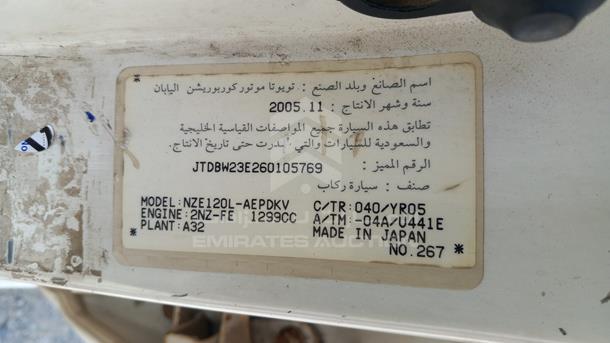 اسم الصانع وبلد الصنع : تويوتا موتور كوربوريشن اليابان
سنة وشهر الانتاج : 2005.11
تطابق هذه السيارة جميع المواصفات القياسية الخليجية
والسعودية للسيارات والتي أصدرت حتى تاريخ الانتاج.
الرقم المميز : JTDBW23E260105769
صنف : سيارة ركاب
MODEL:NZE120L-AEPDKV C/TR:040/YR05
ENGINE:2NZ-FE 1299CC A/TM:-04A/U441E
PLANT:A32 MADE IN JAPAN
NO.267
EMIRATES AUCTION